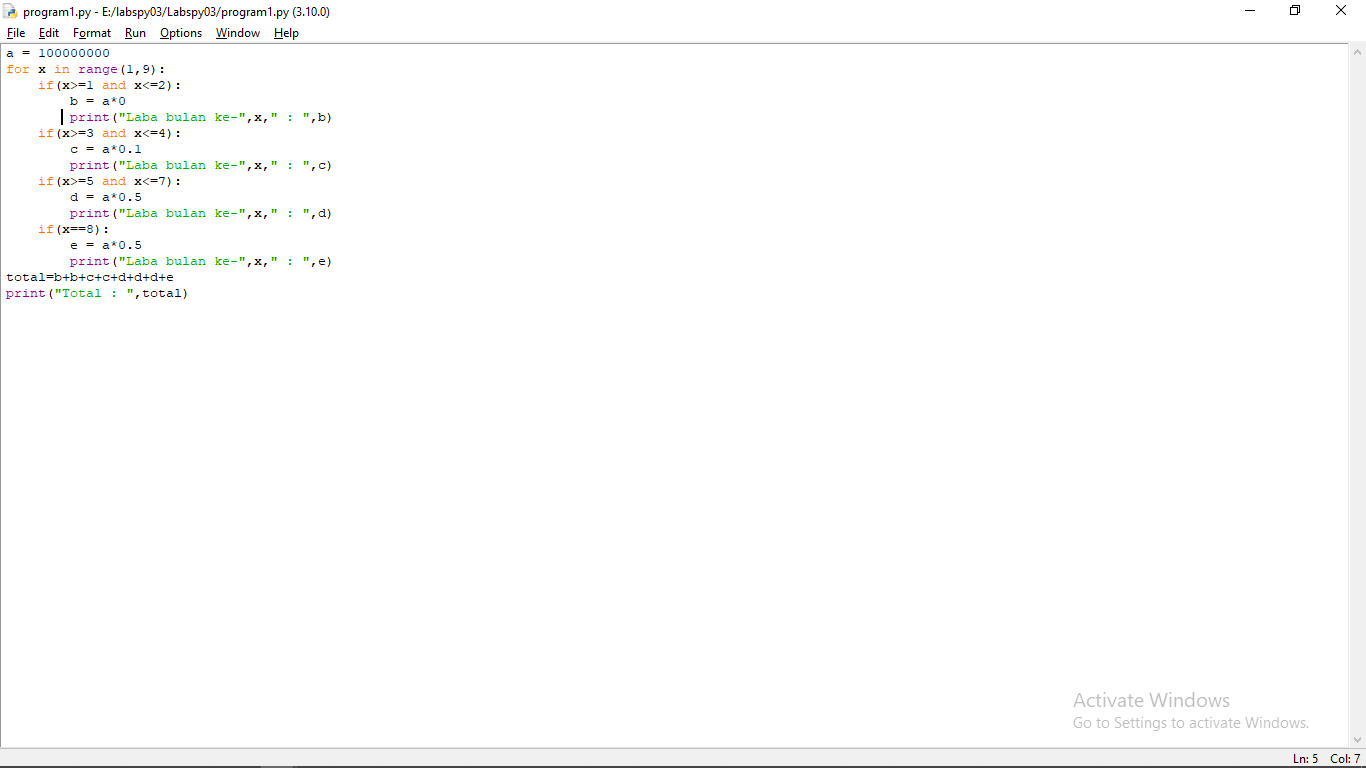 program1.py - E:/labspy03/Labspy03/program1.py (3.10.0)
File Edit Format Run Options Window Help
a = 100000000
for x in range(1,9):
    if(x>=1 and x<=2):
        b = a*0
        print("Laba bulan ke-",x," : ",b)
    if(x>=3 and x<=4):
        c = a*0.1
        print("Laba bulan ke-",x," : ",c)
    if(x>=5 and x<=7):
        d = a*0.5
        print("Laba bulan ke-",x," : ",d)
    if(x==8):
        e = a*0.5
        print("Laba bulan ke-",x," : ",e)
total=b+b+c+c+d+d+d+e
print("Total : ",total)
Activate Windows
Go to Settings to activate Windows.
Ln: 5 Col: 7